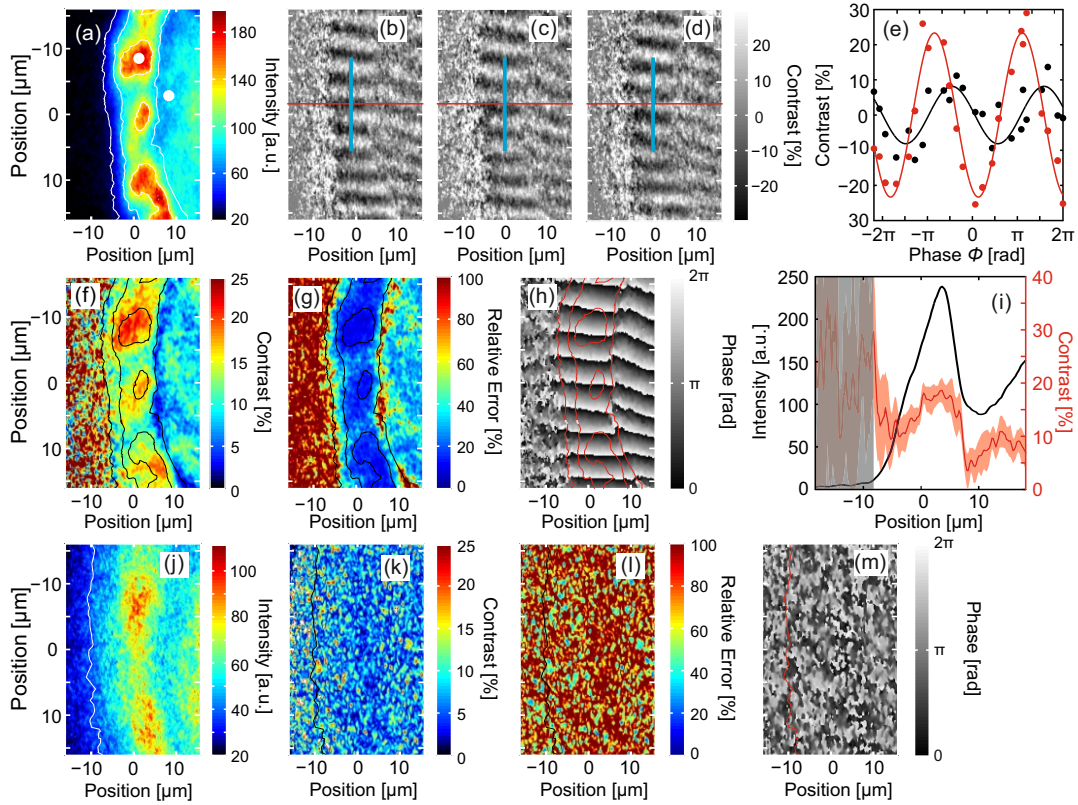 (a)
Position [µm]
−10
0
10
−10 0 10
Position [µm]
180
160
140
120
100
80
60
40
20
Intensity [a.u.]
(b)
−10 0 10
Position [µm]
(c)
−10 0 10
Position [µm]
(d)
−10 0 10
Position [µm]
20
10
0
−10
−20
Contrast [%]
(e)
30
20
10
0
−10
−20
30
Contrast [%]
−2π −π 0 π 2π
Phase Φ [rad]
(f)
Position [µm]
−10
0
10
−10 0 10
Position [µm]
25
20
15
10
5
0
Contrast [%]
(g)
−10 0 10
Position [µm]
100
80
60
40
20
0
Relative Error [%]
(h)
−10 0 10
Position [µm]
2π
π
0
Phase [rad]
(i)
250
200
150
100
50
0
Intensity [a.u.]
−10 0 10
Position [µm]
40
30
20
10
0
Contrast [%]
(j)
Position [µm]
−10
0
10
−10 0 10
Position [µm]
100
80
60
40
20
Intensity [a.u.]
(k)
−10 0 10
Position [µm]
25
20
15
10
5
0
Contrast [%]
(l)
−10 0 10
Position [µm]
100
80
60
40
20
0
Relative Error [%]
(m)
−10 0 10
Position [µm]
2π
π
0
Phase [rad]